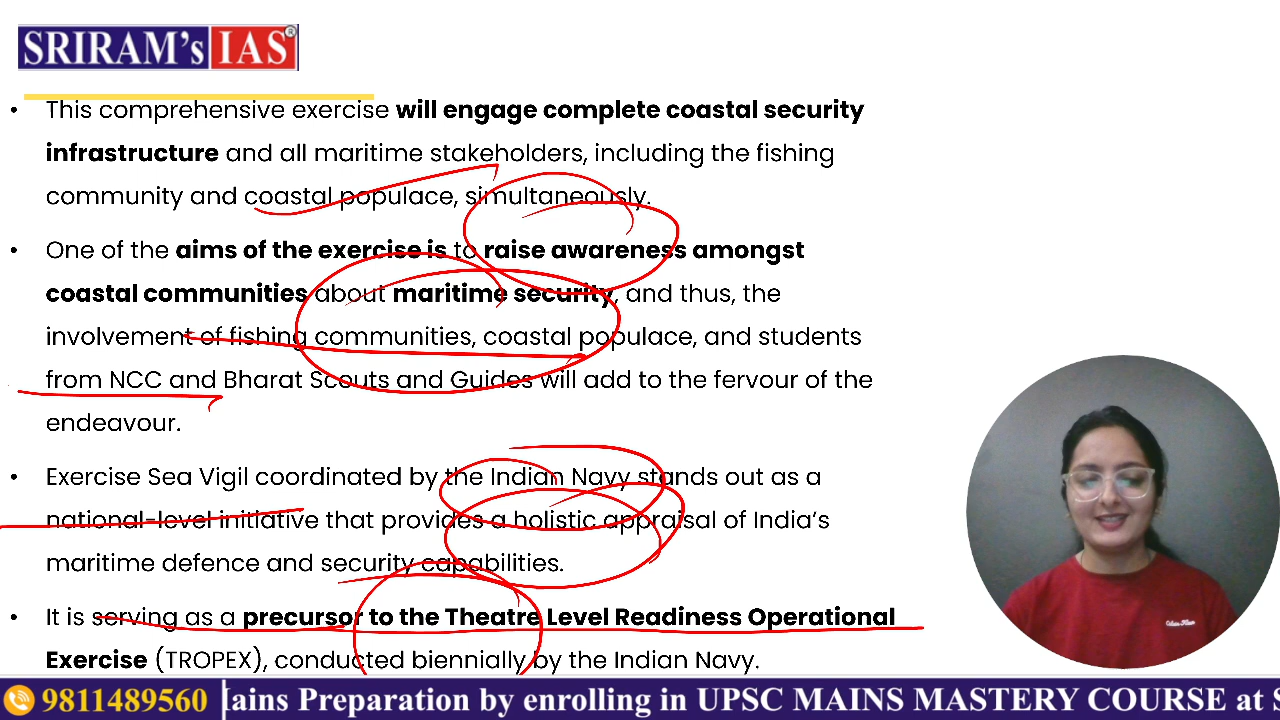 SRIRAM's IAS®
• This comprehensive exercise will engage complete coastal security
infrastructure and all maritime stakeholders, including the fishing
community and coastal populace, simultaneously.
• One of the aims of the exercise is to raise awareness amongst
coastal communities about maritime security, and thus, the
involvement of fishing communities, coastal populace, and students
from NCC and Bharat Scouts and Guides will add to the fervour of the
endeavour.
• Exercise Sea Vigil coordinated by the Indian Navy stands out as a
national-level initiative that provides a holistic appraisal of India's
maritime defence and security capabilities.
• It is serving as a precursor to the Theatre Level Readiness Operational
Exercise (TROPEX), conducted biennially by the Indian Navy.
9811489560 ains Preparation by enrolling in UPSC MAINS MASTERY COURSE at S